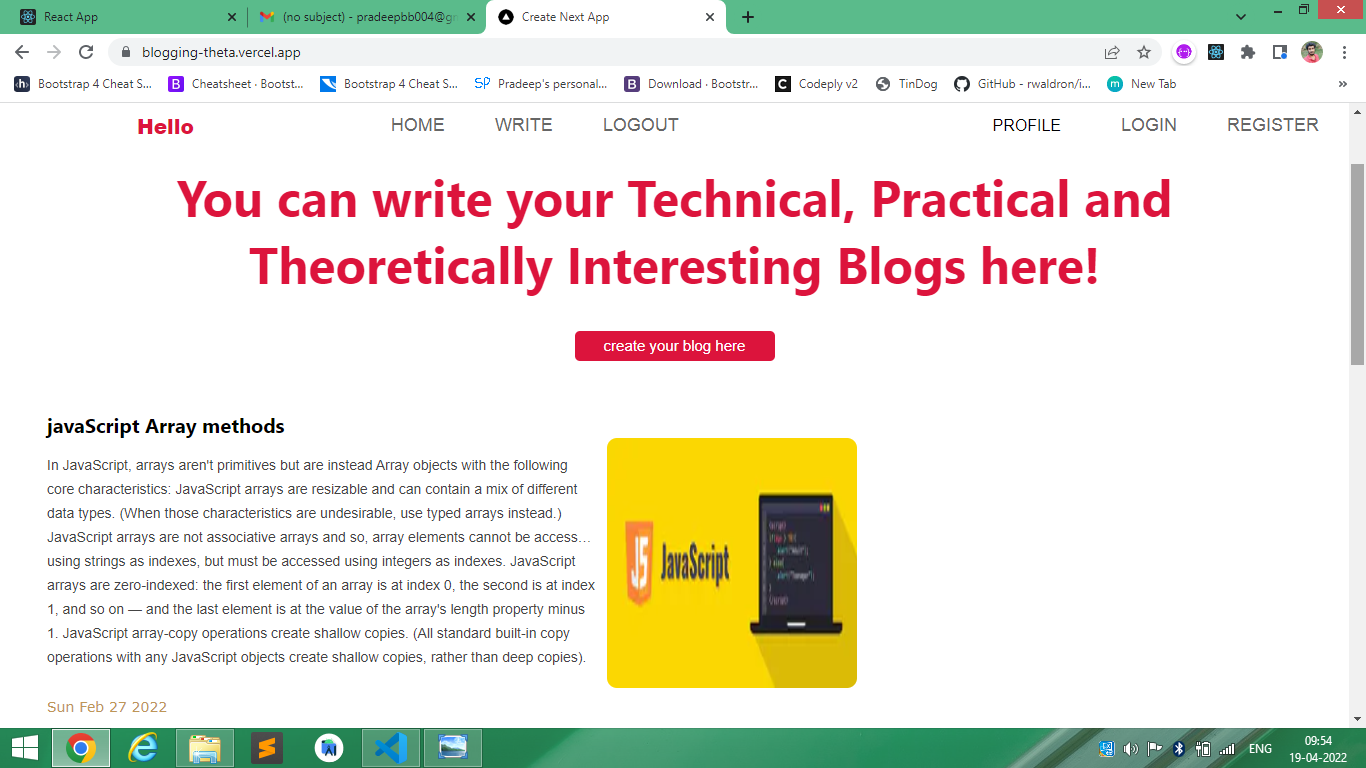 React App
(no subject) - pradeepbb004@gm
Create Next App
blogging-theta.vercel.app
Bootstrap 4 Cheat S...
Cheatsheet · Bootst...
Bootstrap 4 Cheat S...
SP Pradeep's personal...
Download · Bootstr...
Codeply v2
TinDog
GitHub - rwaldron/i...
New Tab
Hello
HOME
WRITE
LOGOUT
PROFILE
LOGIN
REGISTER
You can write your Technical, Practical and
Theoretically Interesting Blogs here!
create your blog here
javaScript Array methods
In JavaScript, arrays aren't primitives but are instead Array objects with the following
core characteristics: JavaScript arrays are resizable and can contain a mix of different
data types. (When those characteristics are undesirable, use typed arrays instead.)
JavaScript arrays are not associative arrays and so, array elements cannot be access…
using strings as indexes, but must be accessed using integers as indexes. JavaScript
arrays are zero-indexed: the first element of an array is at index 0, the second is at index
1, and so on — and the last element is at the value of the array's length property minus
1. JavaScript array-copy operations create shallow copies. (All standard built-in copy
operations with any JavaScript objects create shallow copies, rather than deep copies).
JS JavaScript
Sun Feb 27 2022
ENG
09:54
19-04-2022